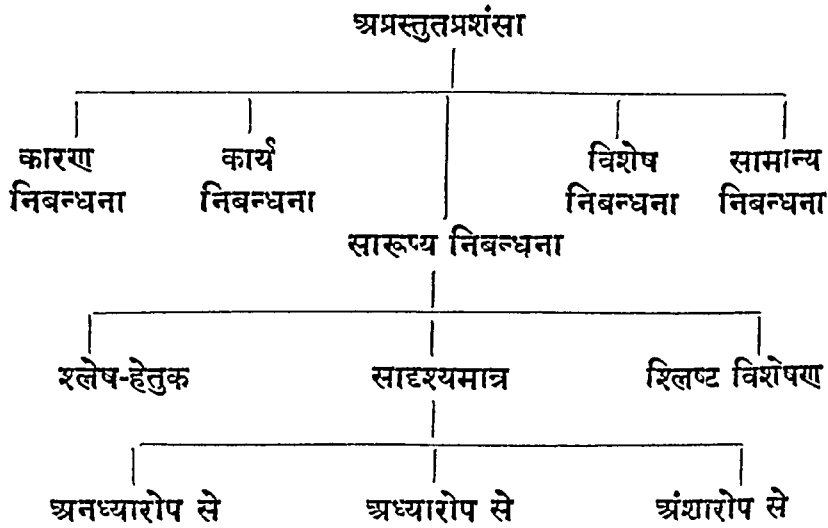 अप्रस्तुतप्रशंसा
कारण कार्य विशेष सामान्य
निबन्धना निबन्धना निबन्धना निबन्धना
सारूप्य निबन्धना
श्लेष-हेतुक सादृश्यमात्र श्लिष्ट विशेषण
अनध्यारोप से अध्यारोप से अंशारोप से